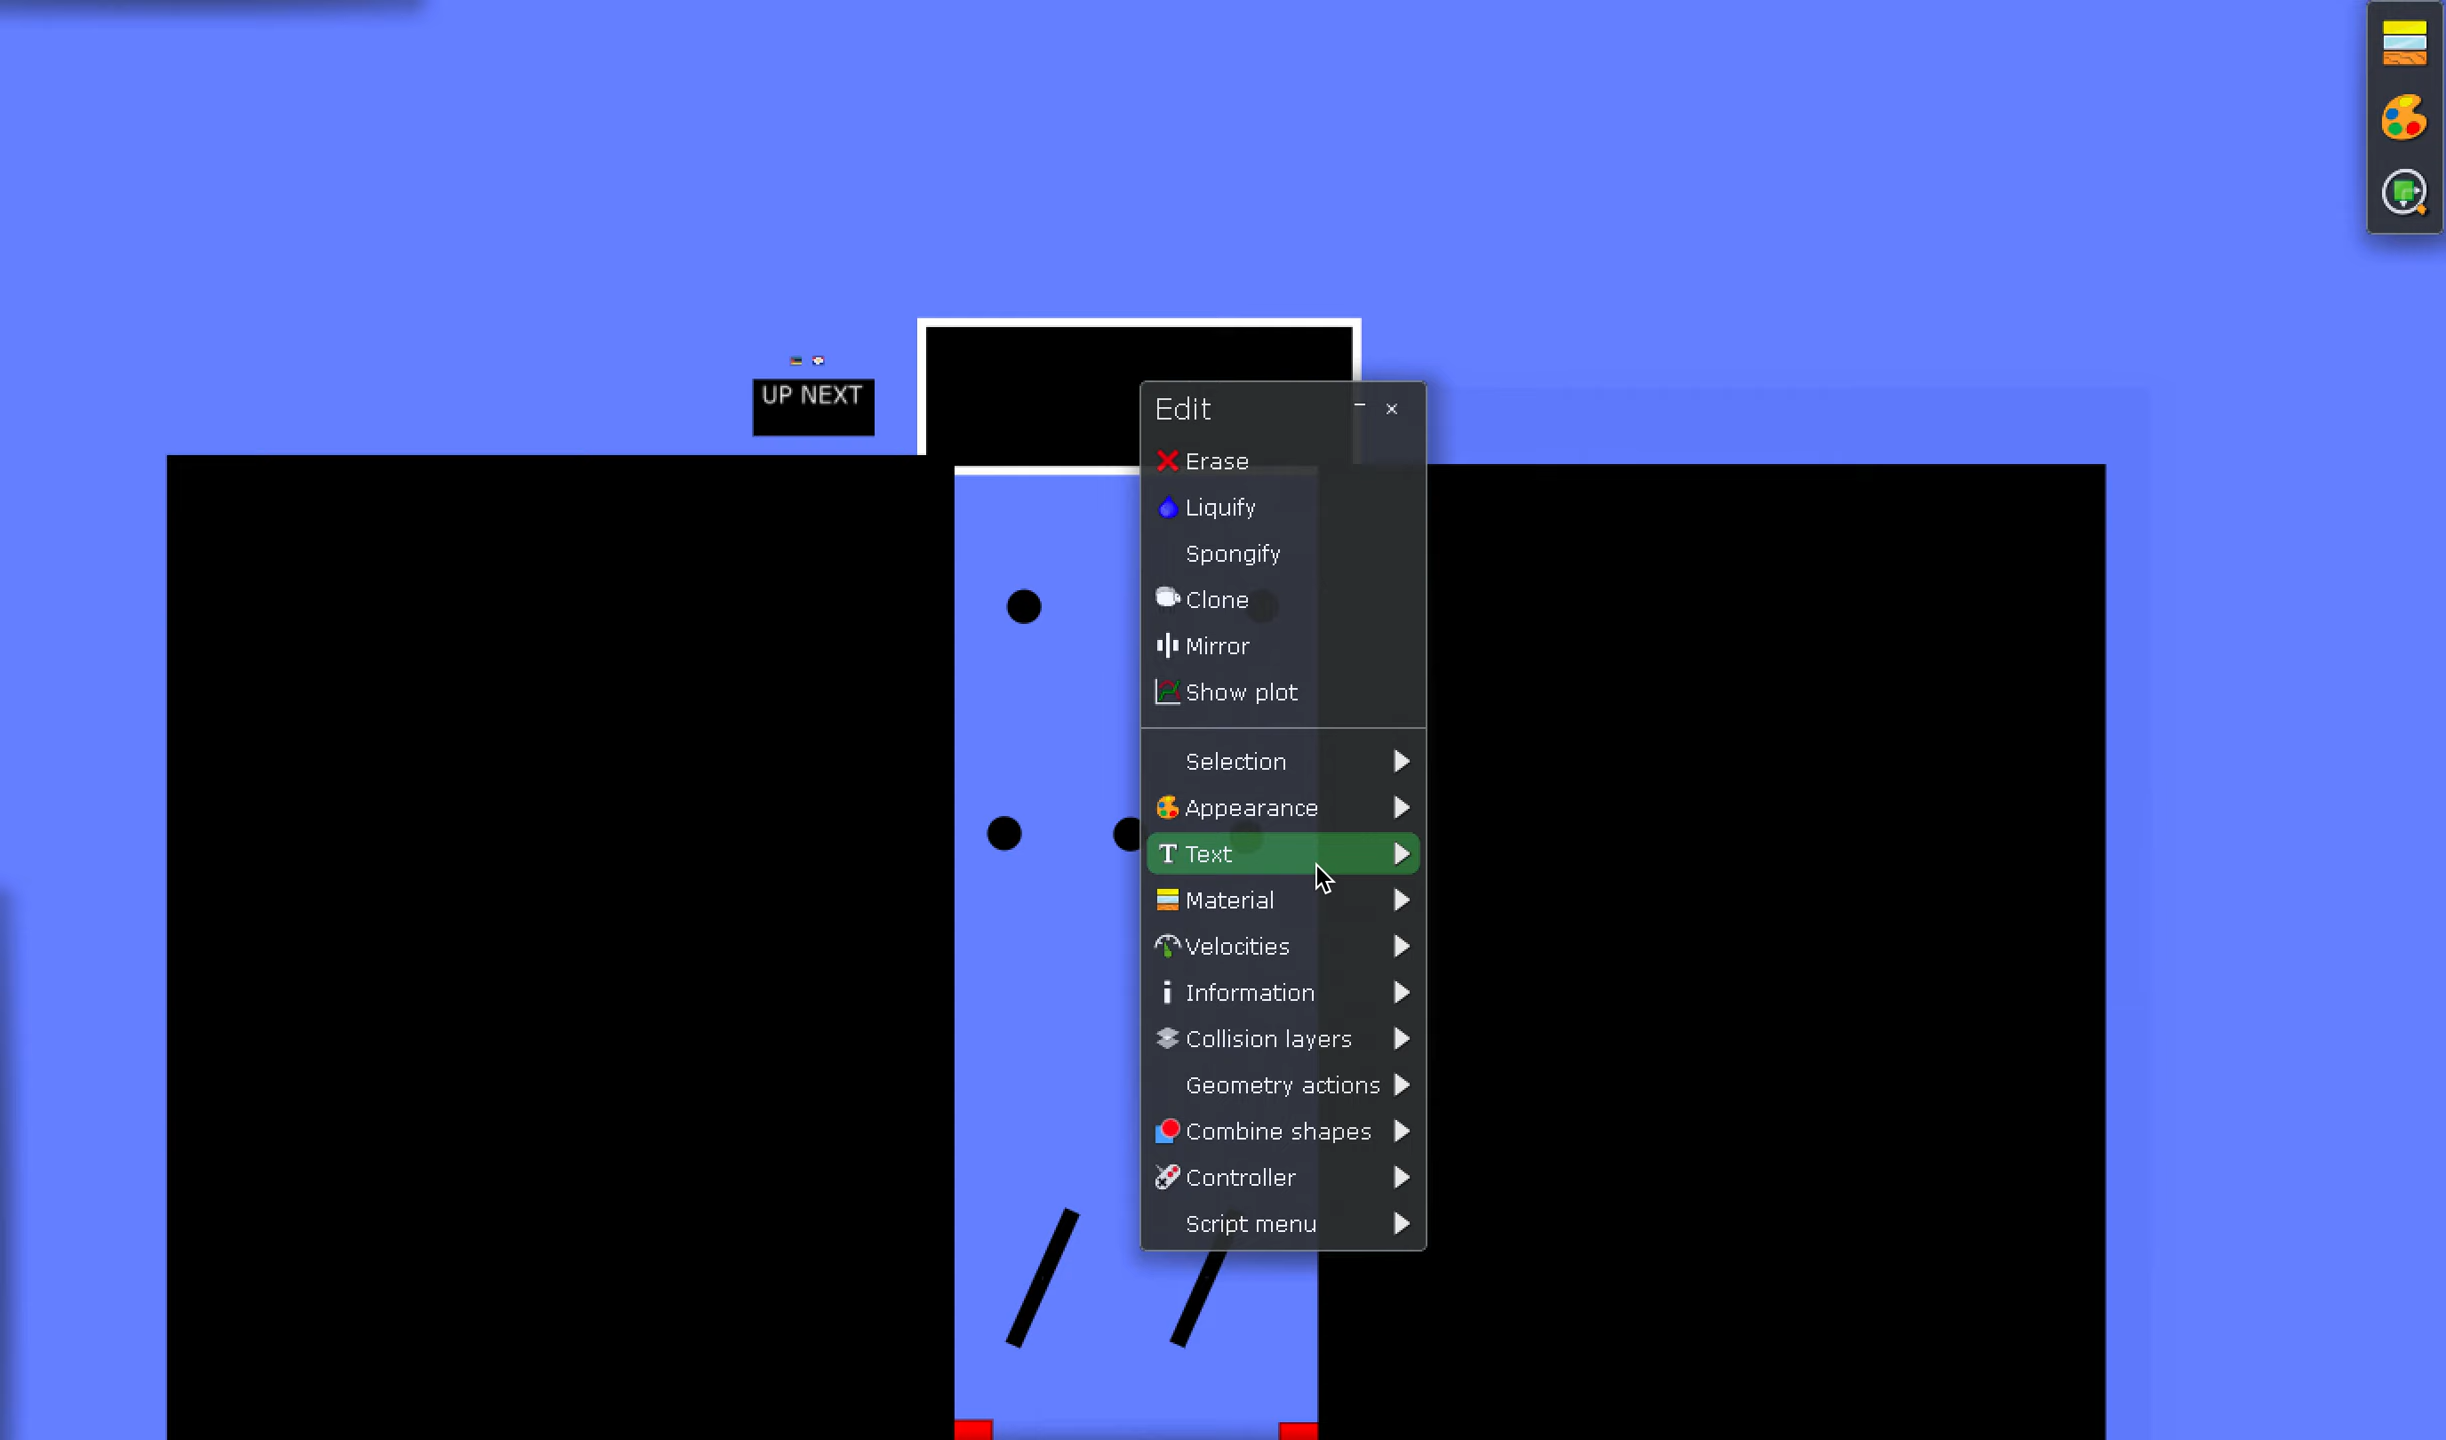 UP NEXT
Edit
Erase
Liquify
Spongify
Clone
Mirror
Show plot
Selection
Appearance
Text
Material
Velocities
Information
Collision layers
Geometry actions
Combine shapes
Controller
Script menu